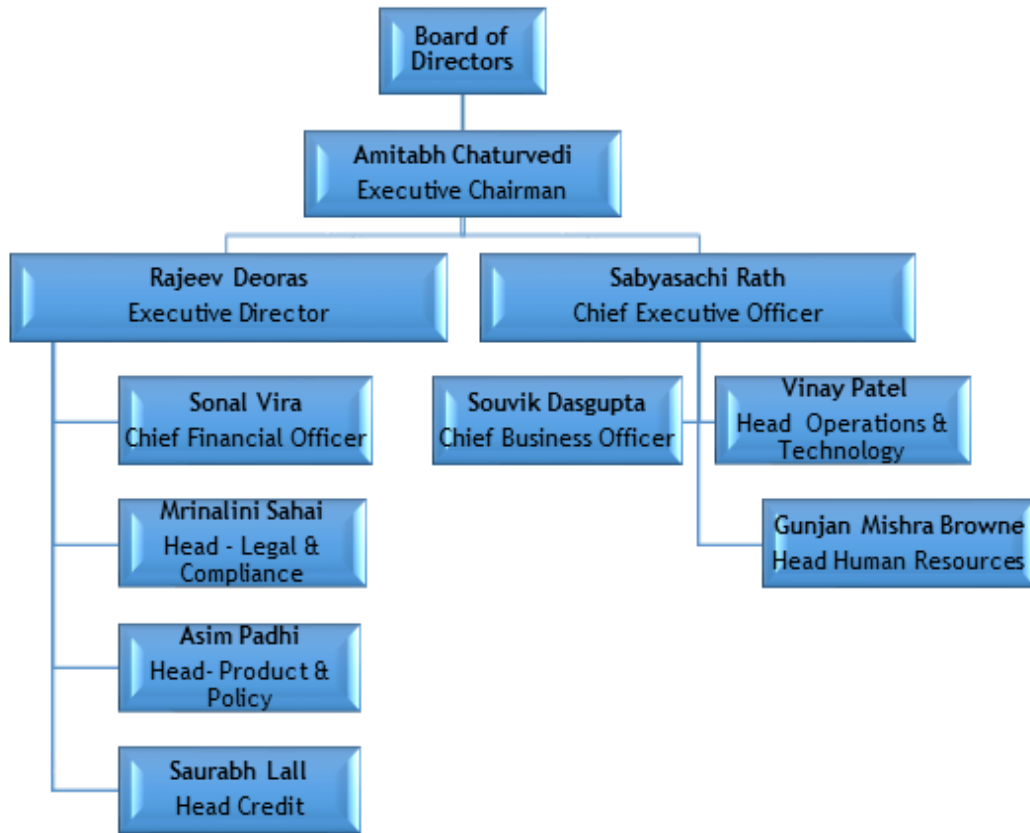 Board of
Directors
Amitabh Chaturvedi
Executive Chairman
Rajeev Deoras
Executive Director
Sabyasachi Rath
Chief Executive Officer
Sonal Vira
Chief Financial Officer
Souvik Dasgupta
Chief Business Officer
Vinay Patel
Head Operations &
Technology
Mrinalini Sahai
Head - Legal &
Compliance
Gunjan Mishra Browne
Head Human Resources
Asim Padhi
Head- Product &
Policy
Saurabh Lall
Head Credit